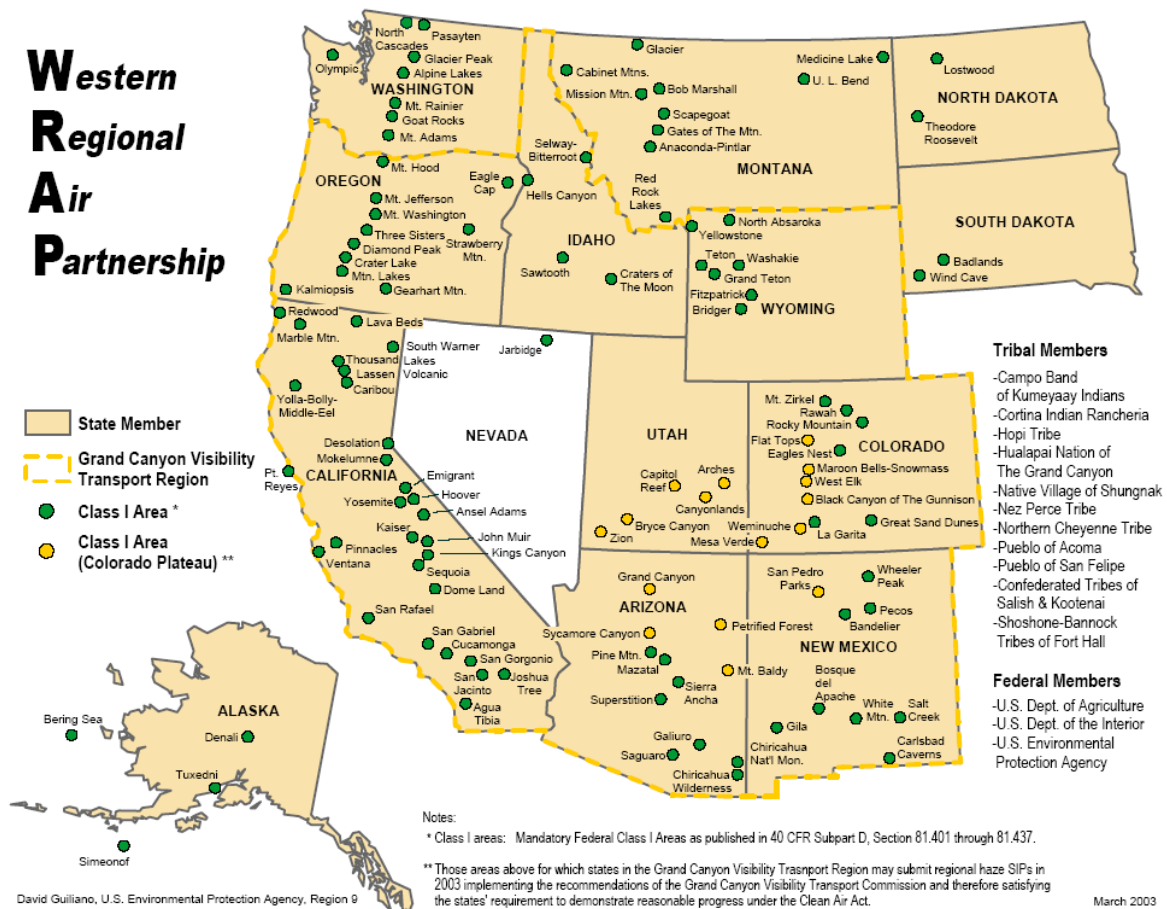 Western
Regional
Air
Partnership
State Member
Grand Canyon Visibility
Transport Region
Class I Area *
Class I Area
(Colorado Plateau) **
North
Cascades
Pasayten
Olympic
Glacier Peak
Alpine Lakes
WASHINGTON
Mt. Rainier
Goat Rocks
Mt. Adams
Mt. Hood
OREGON
Eagle
Cap
Hells Canyon
Mt. Jefferson
Mt. Washington
Three Sisters
Strawberry
Mtn.
Diamond Peak
Crater Lake
Mtn. Lakes
Kalmiopsis
Gearhart Mtn.
Glacier
Cabinet Mtns.
Mission Mtn.
Bob Marshall
Medicine Lake
U. L. Bend
Scapegoat
Gates of The Mtn.
Anaconda-Pintlar
Selway-
Bitterroot
MONTANA
Red
Rock
Lakes
IDAHO
Sawtooth
Craters of
The Moon
Lostwood
NORTH DAKOTA
Theodore
Roosevelt
SOUTH DAKOTA
Badlands
Wind Cave
North Absaroka
Yellowstone
Teton
Washakie
Grand Teton
Fitzpatrick
Bridger
WYOMING
Redwood
Marble Mtn.
Lava Beds
South Warner
Thousand
Lakes
Lassen
Volcanic
Caribou
Yolla-Bolly-
Middle-Eel
Desolation
Mokelumne
CALIFORNIA
Pt.
Reyes
Emigrant
Yosemite
Hoover
Ansel Adams
Kaiser
John Muir
Kings Canyon
Pinnacles
Ventana
Sequoia
Dome Land
San Rafael
San Gabriel
Cucamonga
San Gorgonio
San
Jacinto
Joshua
Tree
Agua
Tibia
Jarbidge
NEVADA
UTAH
Capitol
Reef
Arches
Canyonlands
Bryce Canyon
Zion
Mt. Zirkel
Rawah
Rocky Mountain
Flat Tops
Eagles Nest
COLORADO
Maroon Bells-Snowmass
West Elk
Black Canyon of The Gunnison
Weminuche
Great Sand Dunes
La Garita
Mesa Verde
Grand Canyon
ARIZONA
Sycamore Canyon
Petrified Forest
Pine Mtn.
Mazatal
Mt. Baldy
Sierra
Ancha
Superstition
Galiuro
Saguaro
Chiricahua
Nat'l Mon.
Chiricahua
Wilderness
San Pedro
Parks
Wheeler
Peak
Pecos
Bandelier
NEW MEXICO
Bosque
del
Apache
White
Mtn.
Salt
Creek
Gila
Carlsbad
Caverns
Tribal Members
-Campo Band
of Kumeyaay Indians
-Cortina Indian Rancheria
-Hopi Tribe
-Hualapai Nation of
The Grand Canyon
-Native Village of Shungnak
-Nez Perce Tribe
-Northern Cheyenne Tribe
-Pueblo of Acoma
-Pueblo of San Felipe
-Confederated Tribes of
Salish & Kootenai
-Shoshone-Bannock
Tribes of Fort Hall
Federal Members
-U.S. Dept. of Agriculture
-U.S. Dept. of the Interior
-U.S. Environmental
Protection Agency
ALASKA
Bering Sea
Denali
Tuxedni
Simeonof
Notes:
* Class I areas: Mandatory Federal Class I Areas as published in 40 CFR Subpart D, Section 81.401 through 81.437.
** Those areas above for which states in the Grand Canyon Visibility Trasnport Region may submit regional haze SIPs in
2003 implementing the recommendations of the Grand Canyon Visibility Transport Commission and therefore satisfying
the states' requirement to demonstrate reasonable progress under the Clean Air Act.
David Guiliano, U.S. Environmental Protection Agency, Region 9
March 2003